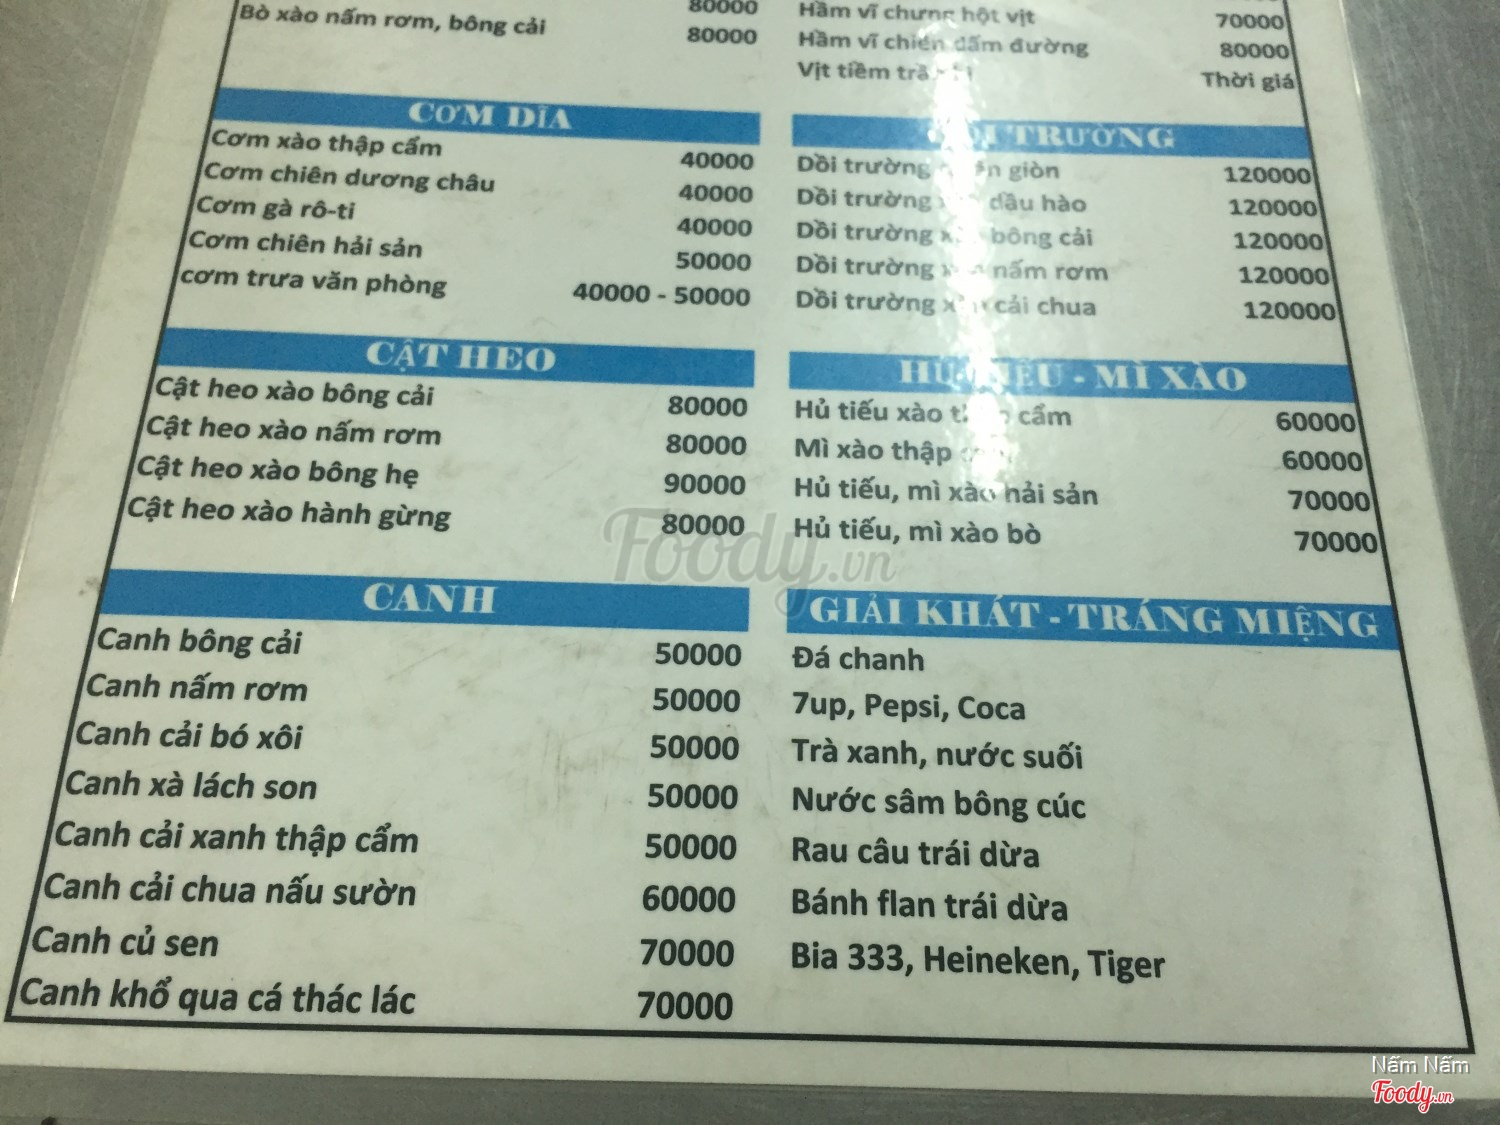 80000
Bò xào nấm rơm, bông cải 80000
CƠM DĨA
Cơm xào thập cẩm 40000
Cơm chiên dương châu 40000
Cơm gà rô-ti 40000
Cơm chiên hải sản 50000
cơm trưa văn phòng 40000 - 50000
CẬT HEO
Cật heo xào bông cải 80000
Cật heo xào nấm rơm 80000
Cật heo xào bông hẹ 90000
Cật heo xào hành gừng 80000
CANH
Canh bông cải 50000
Canh nấm rơm 50000
Canh cải bó xôi 50000
Canh xà lách son 50000
Canh cải xanh thập cẩm 50000
Canh cải chua nấu sườn 60000
Canh củ sen 70000
Canh khổ qua cá thác lác 70000
Hầm vĩ chưng hột vịt 70000
Hầm vĩ chiên dấm đường 80000
Vịt tiềm Thời giá
TRƯỜNG
Dồi trường giòn 120000
Dồi trường dầu hào 120000
Dồi trường bông cải 120000
Dồi trường nấm rơm 120000
Dồi trường cải chua 120000
HỦ TIẾU - MÌ XÀO
Hủ tiếu xào cẩm 60000
Mì xào thập 60000
Hủ tiếu, mì xào hải sản 70000
Hủ tiếu, mì xào bò 70000
GIẢI KHÁT - TRÁNG MIỆNG
Đá chanh
7up, Pepsi, Coca
Trà xanh, nước suối
Nước sâm bông cúc
Rau câu trái dừa
Bánh flan trái dừa
Bia 333, Heineken, Tiger
Foody.vn
Nấm Nấm
Foody.vn